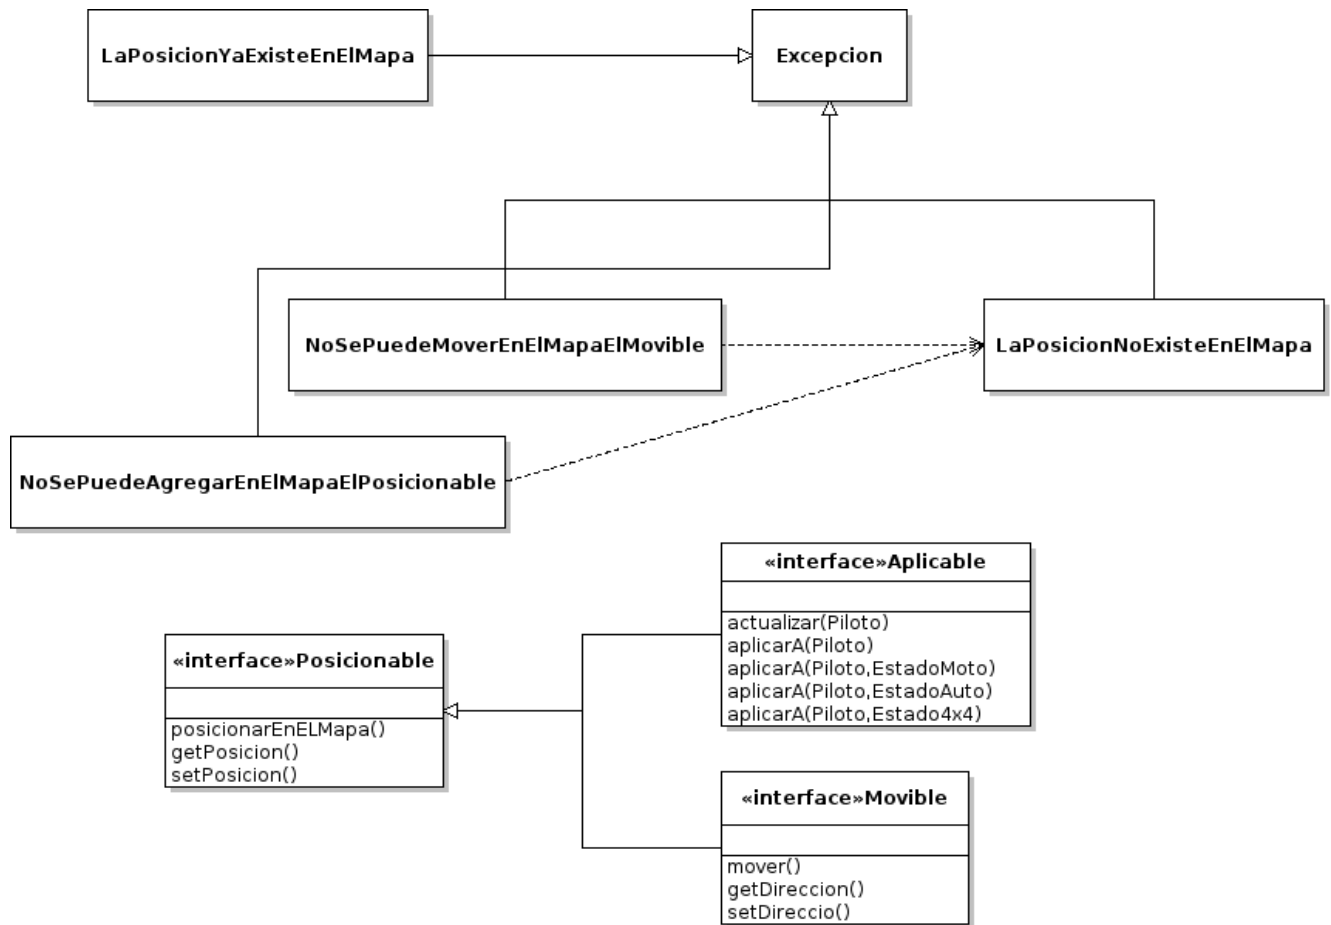 LaPosicionYaExisteEnElMapa
Excepcion
NoSePuedeMoverEnElMapaElMovible
LaPosicionNoExisteEnElMapa
NoSePuedeAgregarEnElMapaElPosicionable
«interface»Aplicable
actualizar(Piloto)
aplicarA(Piloto)
aplicarA(Piloto,EstadoMoto)
aplicarA(Piloto,EstadoAuto)
aplicarA(Piloto,Estado4x4)
«interface»Posicionable
posicionarEnELMapa()
getPosicion()
setPosicion()
«interface»Movible
mover()
getDireccion()
setDireccio()